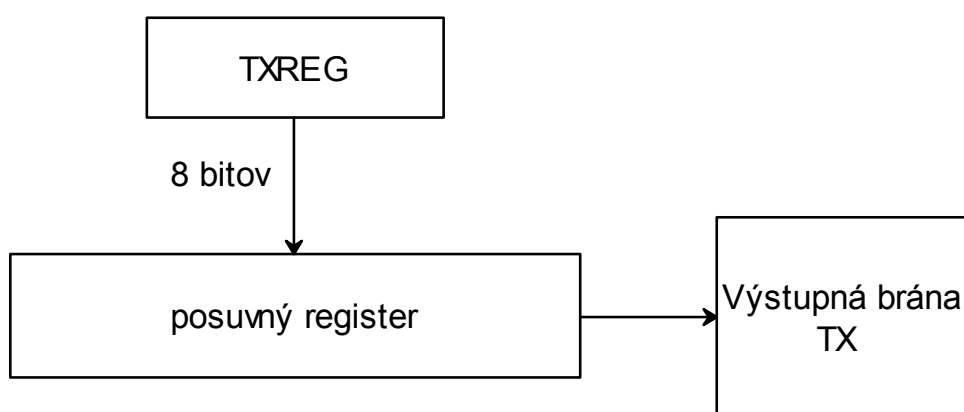 TXREG
8 bitov
posuvný register
Výstupná brána
TX